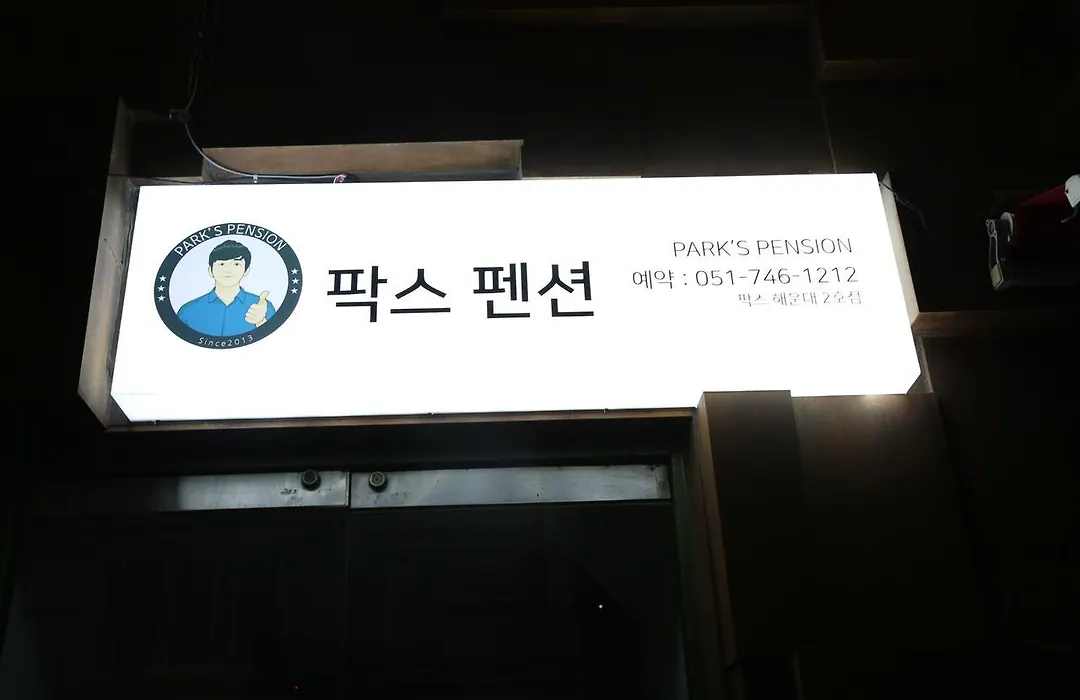 PARK'S PENSION
Since2013
팍스 펜션
PARK'S PENSION
예약 : 051-746-1212
팍스 해운대 2호점